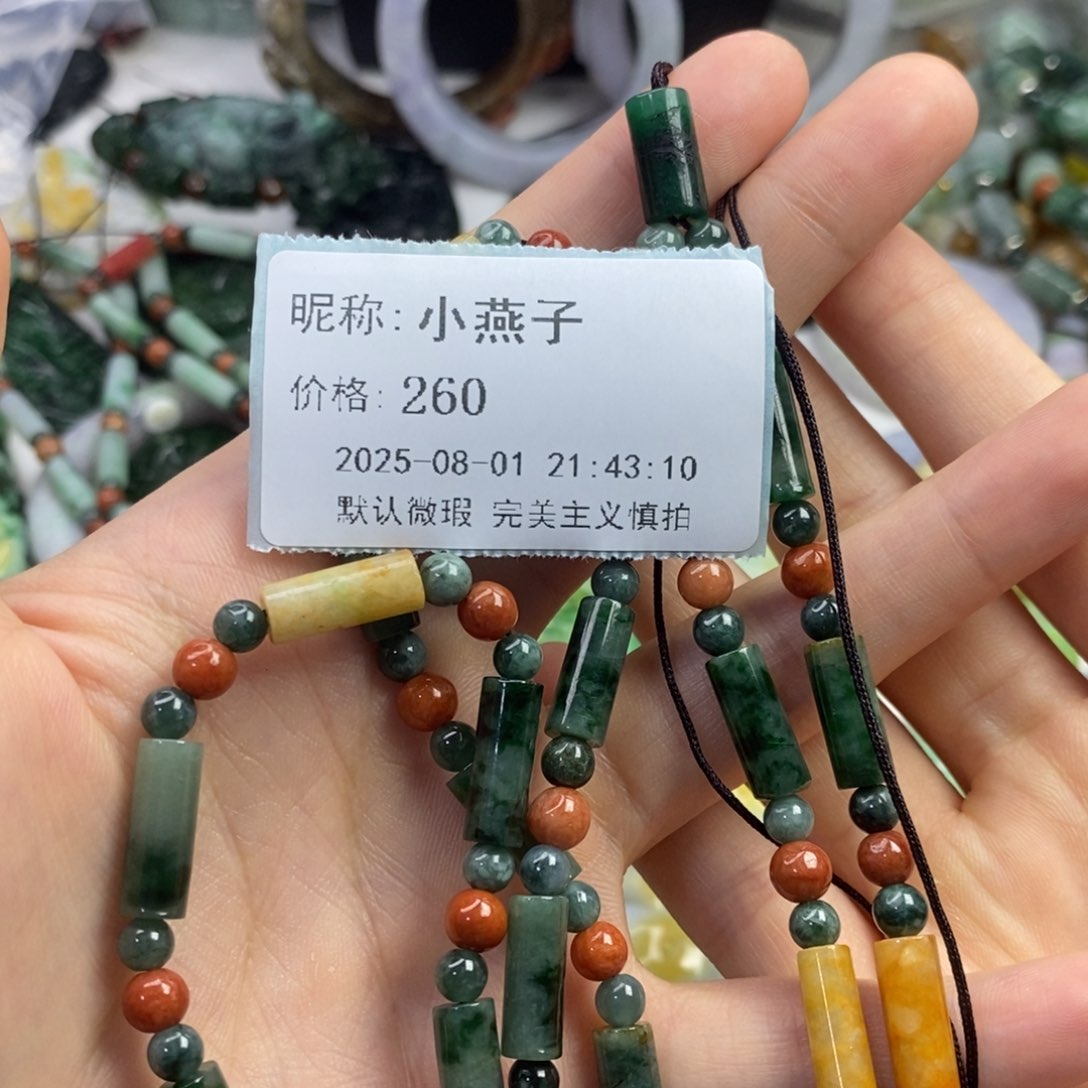 昵称: 小燕子
价格: 260
2025-08-01 21:43:10
默认微瑕 完美主义慎拍